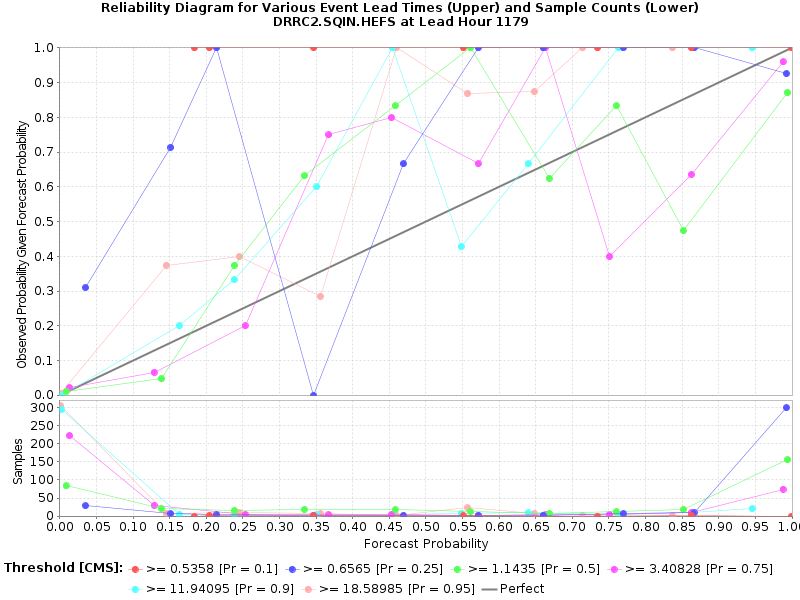 Reliability Diagram for Various Event Lead Times (Upper) and Sample Counts (Lower)
DRRC2.SQIN.HEFS at Lead Hour 1179
Observed Probability Given Forecast Probability
1.0
0.9
0.8
0.7
0.6
0.5
0.4
0.3
0.2
0.1
0.0
Samples
300
250
200
150
100
50
0
0.00 0.05 0.10 0.15 0.20 0.25 0.30 0.35 0.40 0.45 0.50 0.55 0.60 0.65 0.70 0.75 0.80 0.85 0.90 0.95 1.00
Forecast Probability
Threshold [CMS]: >= 0.5358 [Pr = 0.1] >= 0.6565 [Pr = 0.25] >= 1.1435 [Pr = 0.5] >= 3.40828 [Pr = 0.75]
>= 11.94095 [Pr = 0.9] >= 18.58985 [Pr = 0.95] Perfect